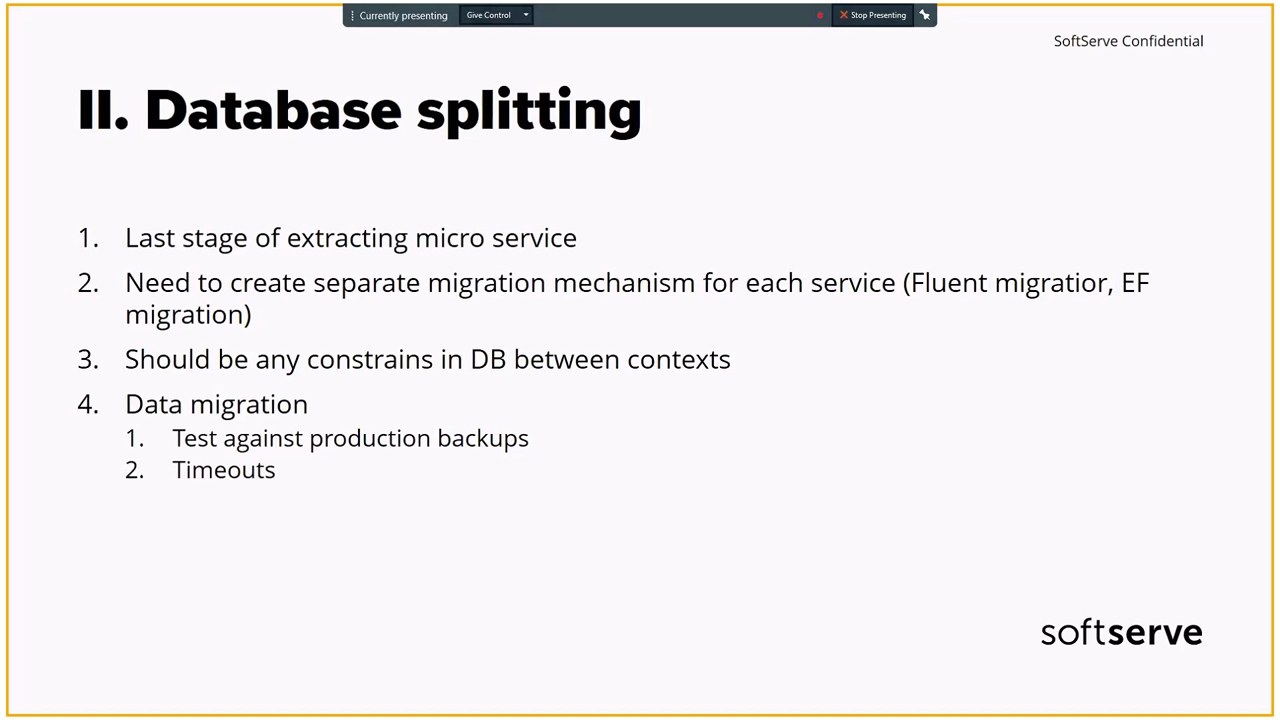 Currently presenting
Give Control
Stop Presenting
SoftServe Confidential
II. Database splitting
1. Last stage of extracting micro service
2. Need to create separate migration mechanism for each service (Fluent migratior, EF
migration)
3. Should be any constrains in DB between contexts
4. Data migration
1. Test against production backups
2. Timeouts
softserve